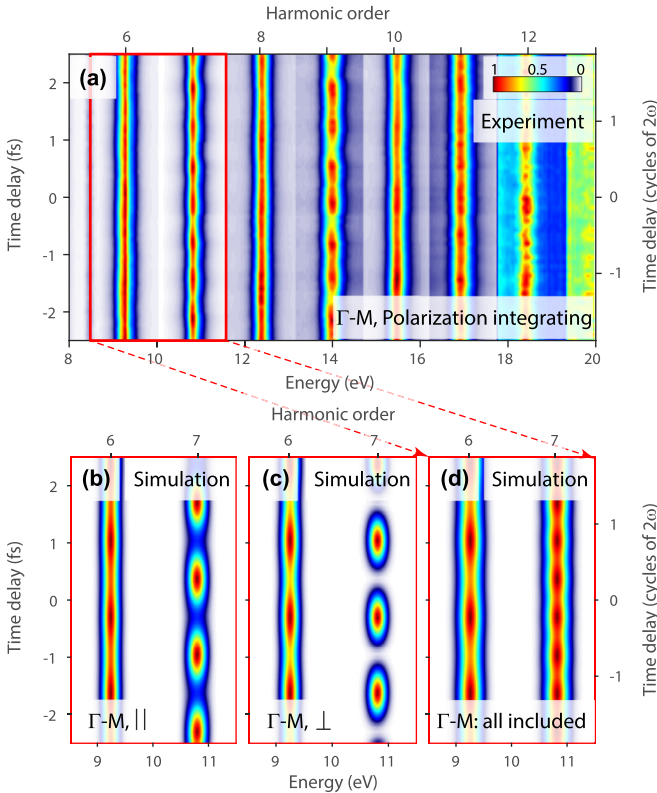 Harmonic order
6 7 8 9 10 11 12
(a)
1 0.5 0
Experiment
Γ-M, Polarization integrating
Time delay (fs)
2
1
0
-1
-2
Time delay (cycles of 2ω)
1
0
-1
8 10 12 14 16 18 20
Energy (eV)
Harmonic order
6 7 6 7 6 7
(b) Simulation (c) Simulation (d) Simulation
Time delay (fs)
2
1
0
-1
-2
Time delay (cycles of 2ω)
1
0
-1
Γ-M, || Γ-M, ⊥ Γ-M: all included
9 10 11 9 10 11 9 10 11
Energy (eV)